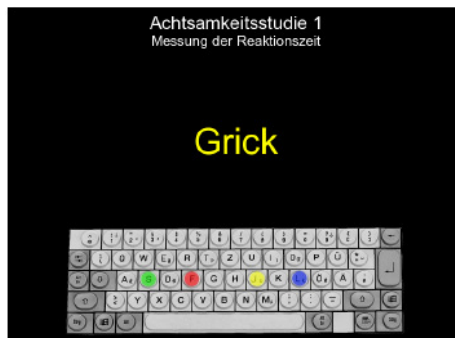 Achtsamkeitsstudie 1
Messung der Reaktionszeit
Grick
Q W E R T Z U I O P Ü
A S D F G H J K L Ö Ä
Y X C V B N M